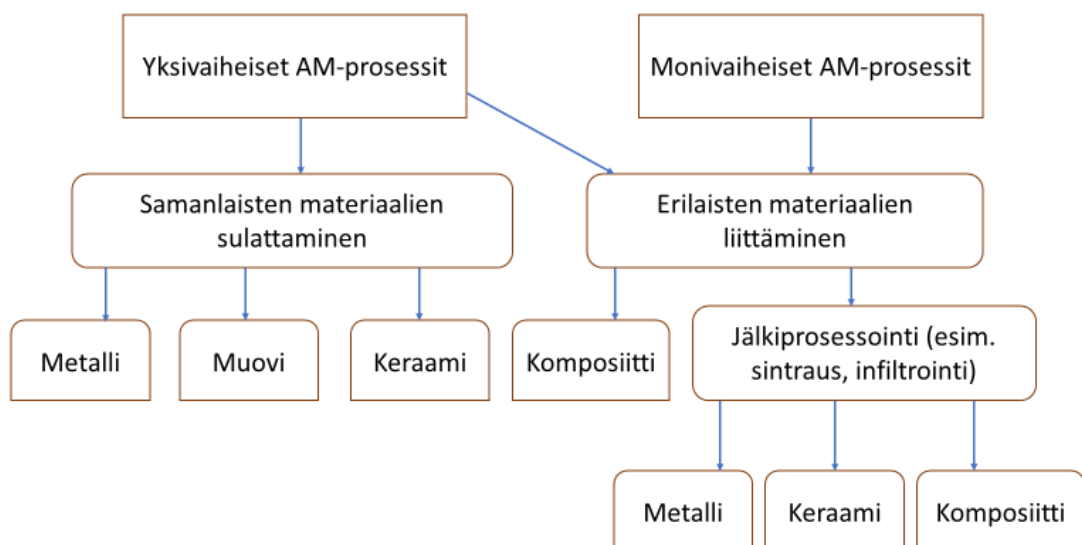 Yksivaiheiset AM-prosessit
Monivaiheiset AM-prosessit
Samanlaisten materiaalien
sulattaminen
Erilaisten materiaalien
liittäminen
Metalli
Muovi
Keraami
Komposiitti
Jälkiprosessointi (esim.
sintraus, infiltrointi)
Metalli
Keraami
Komposiitti